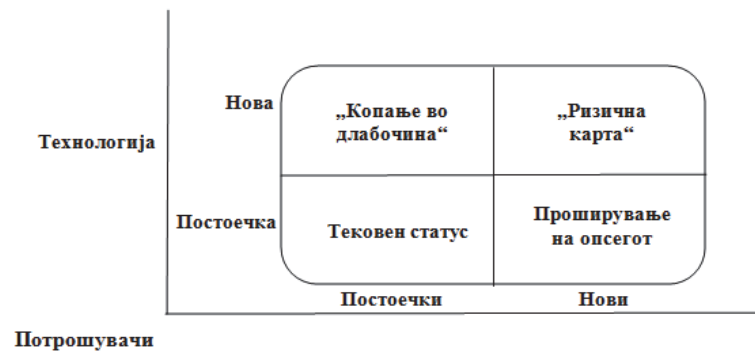 Нова
„Копање во
длабочина“
„Ризична
карта“
Технологија
Постоечка
Тековен статус
Проширување
на опсегот
Постоечки
Нови
Потрошувачи